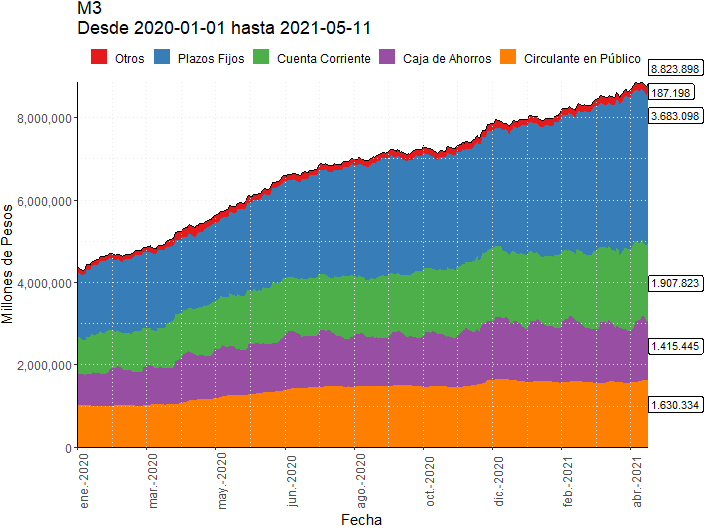 M3
Desde 2020-01-01 hasta 2021-05-11
Otros Plazos Fijos Cuenta Corriente Caja de Ahorros Circulante en Público
8.823.898
187.198
3.683.098
1.907.823
1.415.445
1.630.334
8,000,000
6,000,000
4,000,000
2,000,000
0
Millones de Pesos
ene.-2020 mar.-2020 may.-2020 jun.-2020 ago.-2020 oct.-2020 dic.-2020 feb.-2021 abr.-2021
Fecha